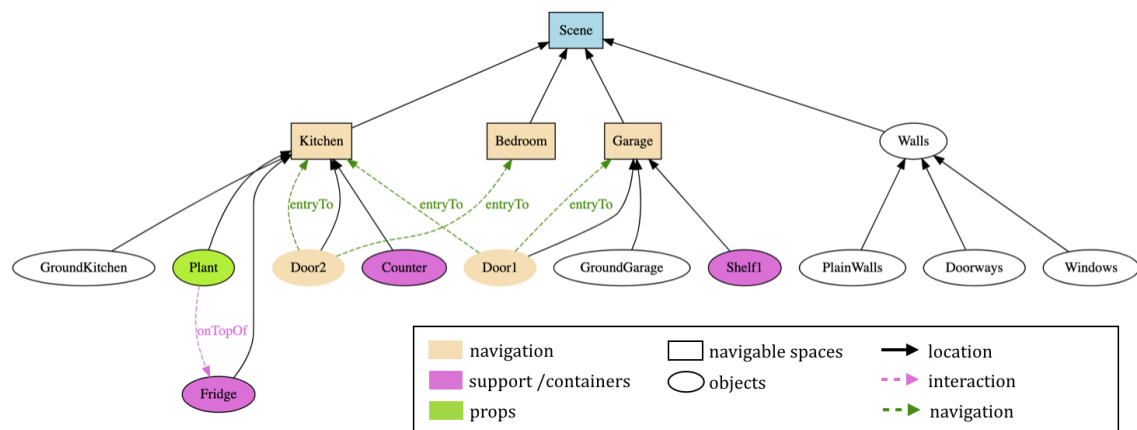 Scene
Kitchen
Bedroom
Garage
Walls
entryTo
entryTo
entryTo
entryTo
GroundKitchen
Plant
Door2
Counter
Door1
GroundGarage
Shelf1
PlainWalls
Doorways
Windows
onTopOf
Fridge
navigation
navigable spaces
location
support /containers
objects
interaction
props
navigation